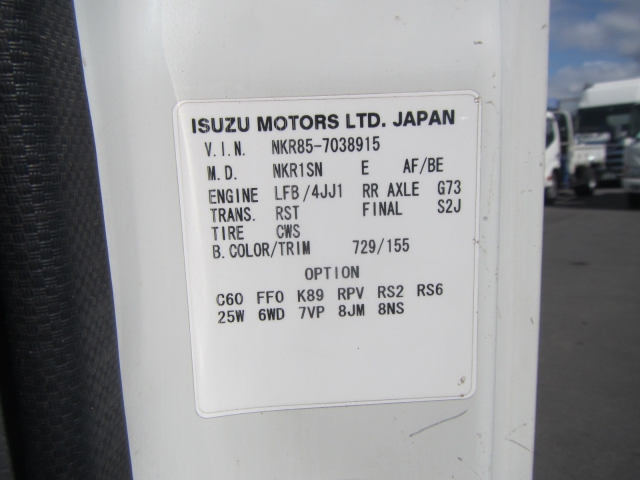 ISUZU MOTORS LTD. JAPAN
V.I.N. NKR85-7038915
M.D. NKR1SN E AF/BE
ENGINE LFB/4JJ1 RR AXLE G73
TRANS. RST FINAL S2J
TIRE CWS
B.COLOR/TRIM 729/155
OPTION
C60 FFO K89 RPV RS2 RS6
25W 6WD 7VP 8JM 8NS